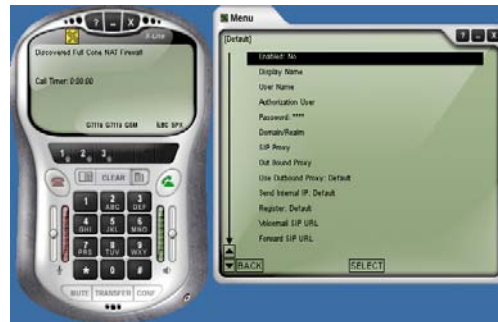 ? - X
X-Lite
Discovered Full Cone NAT Firewall
Call Timer: 0:00:00
G711u G711a GSM iLBC SPX
1 2 3
CLEAR
1 2 ABC 3 DEF
4 GHI 5 JKL 6 MNO
7 PRS 8 TUV 9 WXY
* 0 #
MUTE TRANSFER CONF
Menu
? - X
[Default]
Enabled: No
Display Name
User Name
Authorization User
Password: ****
Domain/Realm
SIP Proxy
Out Bound Proxy
Use Outbound Proxy: Default
Send Internal IP: Default
Register: Default
Voicemail SIP URL
Forward SIP URL
BACK SELECT